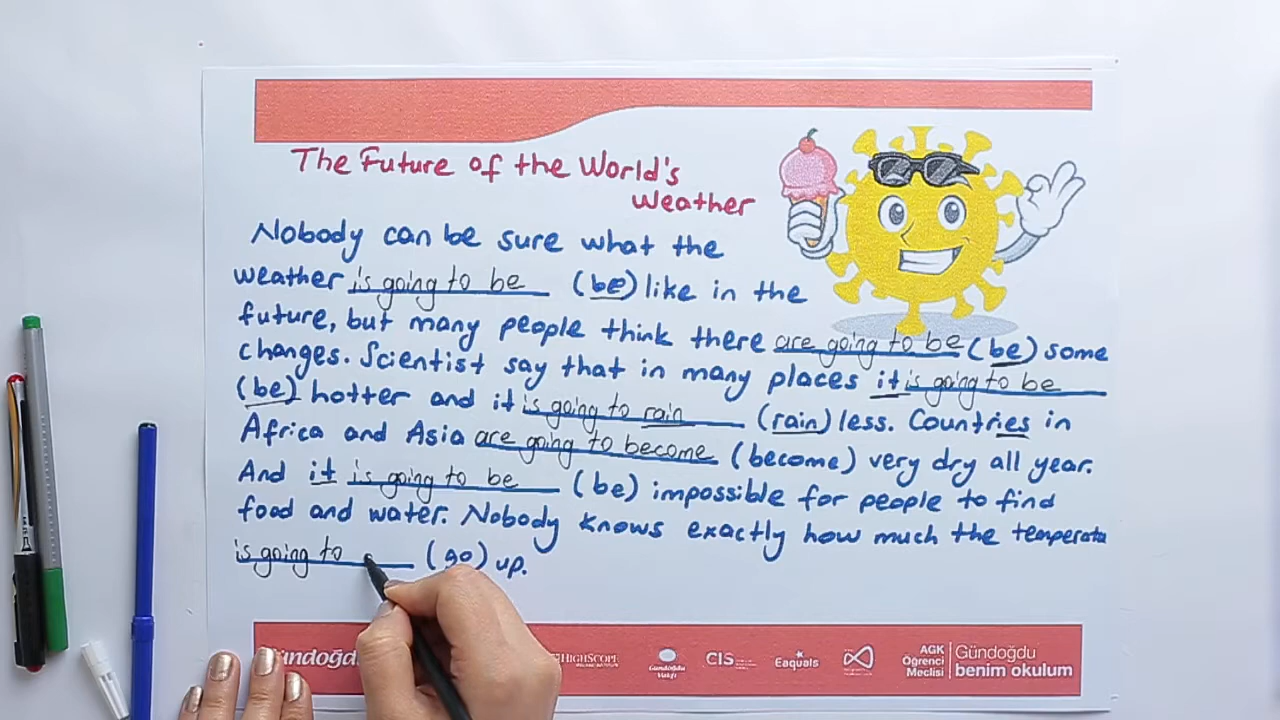 The Future of the World's
Weather
Nobody can be sure what the
weather is going to be (be) like in the
future, but many people think there are going to be (be) some
changes. Scientist say that in many places it is going to be
(be) hotter and it is going to rain (rain) less. Countries in
Africa and Asia are going to become (become) very dry all year.
And it is going to be (be) impossible for people to find
food and water. Nobody knows exactly how much the temperatu
is going to (go) up.
Gündoğdu
HIGHSCOPE
Gündoğdu
Vakfı
CIS
Eaquals
AGK
Öğrenci
Meclisi
Gündoğdu
benim okulum